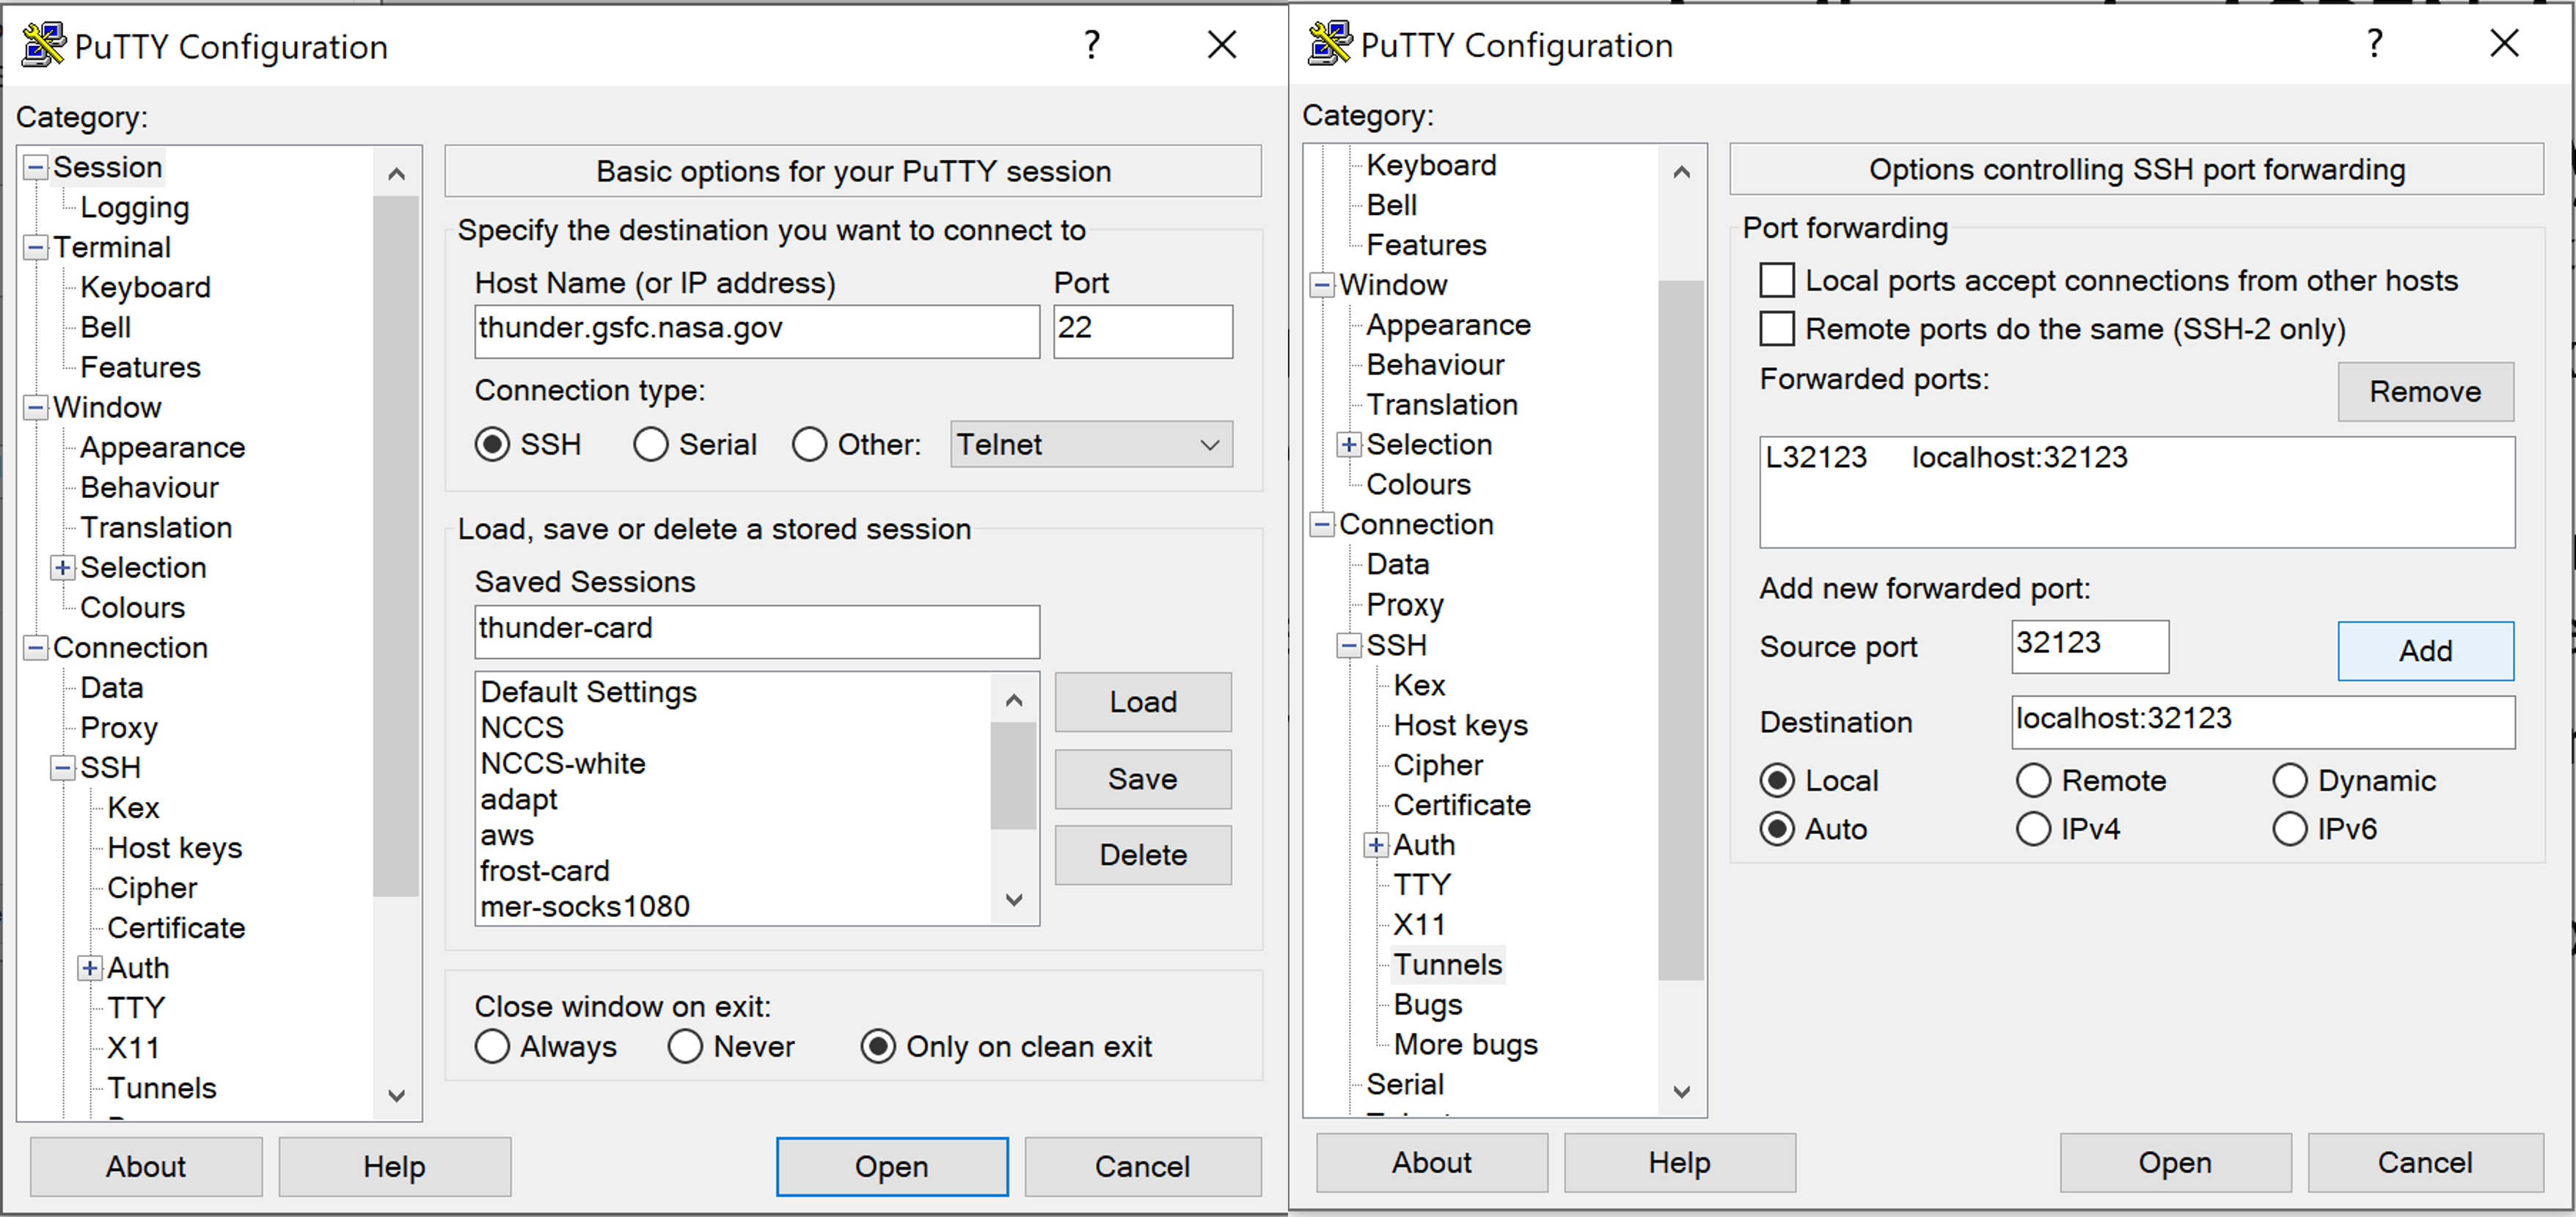 PuTTY Configuration
?
Category:
Session
Logging
Terminal
Keyboard
Bell
Features
Window
Appearance
Behaviour
Translation
Selection
Colours
Connection
Data
Proxy
SSH
Kex
Host keys
Cipher
Certificate
Auth
TTY
X11
Tunnels
Basic options for your PuTTY session
Specify the destination you want to connect to
Host Name (or IP address) Port
thunder.gsfc.nasa.gov 22
Connection type:
SSH Serial Other: Telnet
Load, save or delete a stored session
Saved Sessions
thunder-card
Default Settings
NCCS
NCCS-white
adapt
aws
frost-card
mer-socks1080
Load
Save
Delete
Close window on exit:
Always Never Only on clean exit
About Help Open Cancel
PuTTY Configuration
?
Category:
Keyboard
Bell
Features
Window
Appearance
Behaviour
Translation
Selection
Colours
Connection
Data
Proxy
SSH
Kex
Host keys
Cipher
Certificate
Auth
TTY
X11
Tunnels
Bugs
More bugs
Serial
Options controlling SSH port forwarding
Port forwarding
Local ports accept connections from other hosts
Remote ports do the same (SSH-2 only)
Forwarded ports: Remove
L32123 localhost:32123
Add new forwarded port:
Source port 32123 Add
Destination localhost:32123
Local Remote Dynamic
Auto IPv4 IPv6
About Help Open Cancel